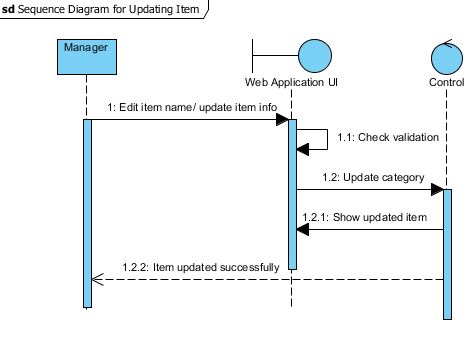 sd Sequence Diagram for Updating Item
Manager
Web Application UI
Control
1: Edit item name/ update item info
1.1: Check validation
1.2: Update category
1.2.1: Show updated item
1.2.2: Item updated successfully